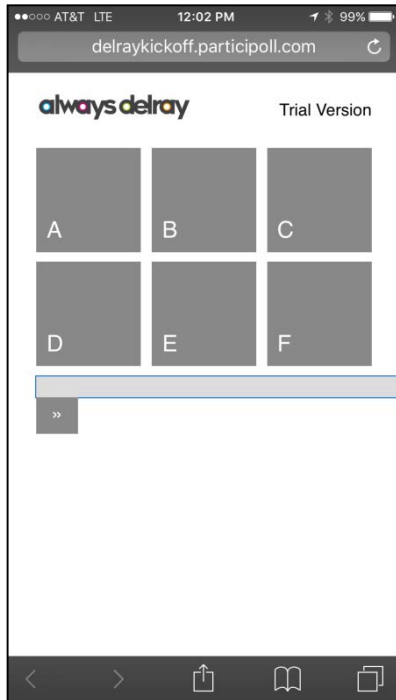 ●●○○○ AT&T LTE 12:02 PM 99%
delraykickoff.participoll.com
always delray Trial Version
A B C
D E F
»